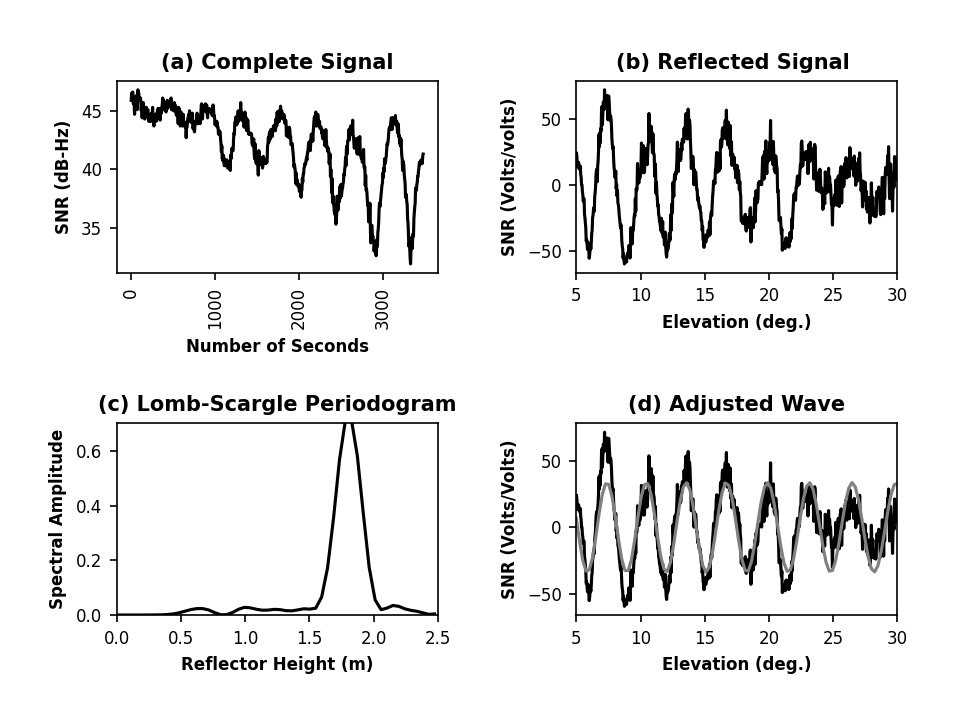 (a) Complete Signal
SNR (dB-Hz)
45
40
35
0
1000
2000
3000
Number of Seconds
(b) Reflected Signal
SNR (Volts/volts)
50
0
−50
5 10 15 20 25 30
Elevation (deg.)
(c) Lomb-Scargle Periodogram
Spectral Amplitude
0.6
0.4
0.2
0.0
0.0 0.5 1.0 1.5 2.0 2.5
Reflector Height (m)
(d) Adjusted Wave
SNR (Volts/Volts)
50
0
−50
5 10 15 20 25 30
Elevation (deg.)